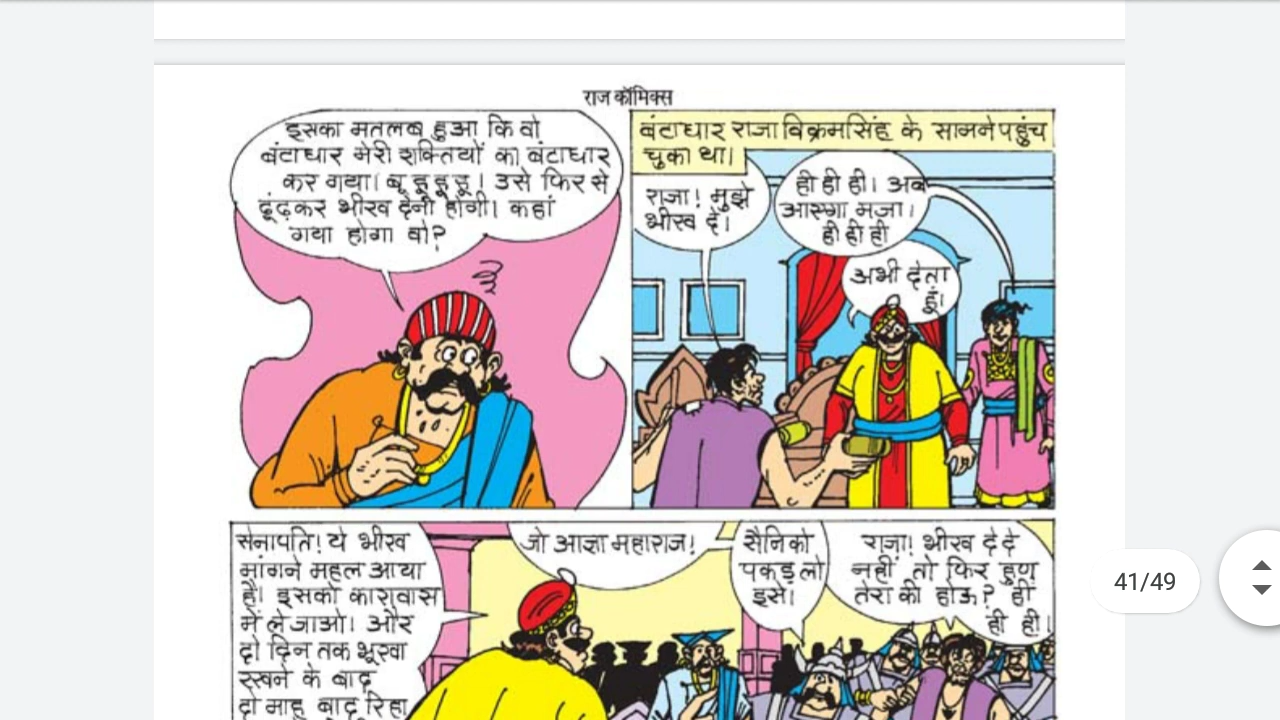 राज कॉमिक्स
इसका मतलब हुआ कि वो
बंटाधार मेरी शक्तियों का बंटाधार
कर गया। बू हू हू हू! उसे फिर से
ढूंढ़कर भीख देनी होगी। कहां
गया होगा वो?
बंटाधार राजा विक्रमसिंह के सामने पहुंच
चुका था।
राजा! मुझे
भीख दें।
ही ही ही। अब
आएगा मजा।
ही ही ही
अभी देता
हूं।
सेनापति! ये भीख
मांगने महल आया
है। इसको कारावास
में ले जाओ। और
दो दिन तक भूखा
रखने के बाद
दो माह बाद रिहा
जो आज्ञा महाराज!
सैनिको
पकड़ लो
इसे।
राजा! भीख दे दे
नहीं तो फिर हुण
तेरा की होऊ? ही
ही ही!
41/49